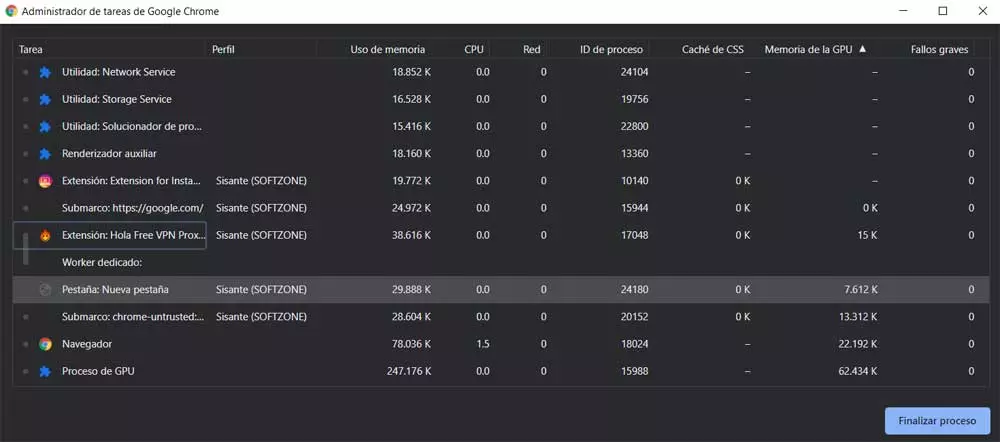 Administrador de tareas de Google Chrome
Tarea Perfil Uso de memoria CPU Red ID de proceso Caché de CSS Memoria de la GPU ▲ Fallos graves
Utilidad: Network Service 18.852 K 0.0 0 24104 – – 0
Utilidad: Storage Service 16.528 K 0.0 0 19756 – – 0
Utilidad: Solucionador de pro... 15.416 K 0.0 0 22800 – – 0
Renderizador auxiliar 18.160 K 0.0 0 13360 – – 0
Extensión: Extension for Insta... Sisante (SOFTZONE) 19.772 K 0.0 0 10140 0 K – 0
Submarco: https://google.com/ Sisante (SOFTZONE) 24.972 K 0.0 0 15944 0 K 0 K 0
Extensión: Hola Free VPN Prox... Sisante (SOFTZONE) 38.616 K 0.0 0 17048 0 K 15 K 0
Worker dedicado:
Pestaña: Nueva pestaña Sisante (SOFTZONE) 29.888 K 0.0 0 24180 0 K 7.612 K 0
Submarco: chrome-untrusted:... Sisante (SOFTZONE) 28.604 K 0.0 0 20152 0 K 13.312 K 0
Navegador 78.036 K 1.5 0 18024 – 22.192 K 0
Proceso de GPU 247.176 K 0.0 0 15988 – 62.434 K 0
Finalizar proceso